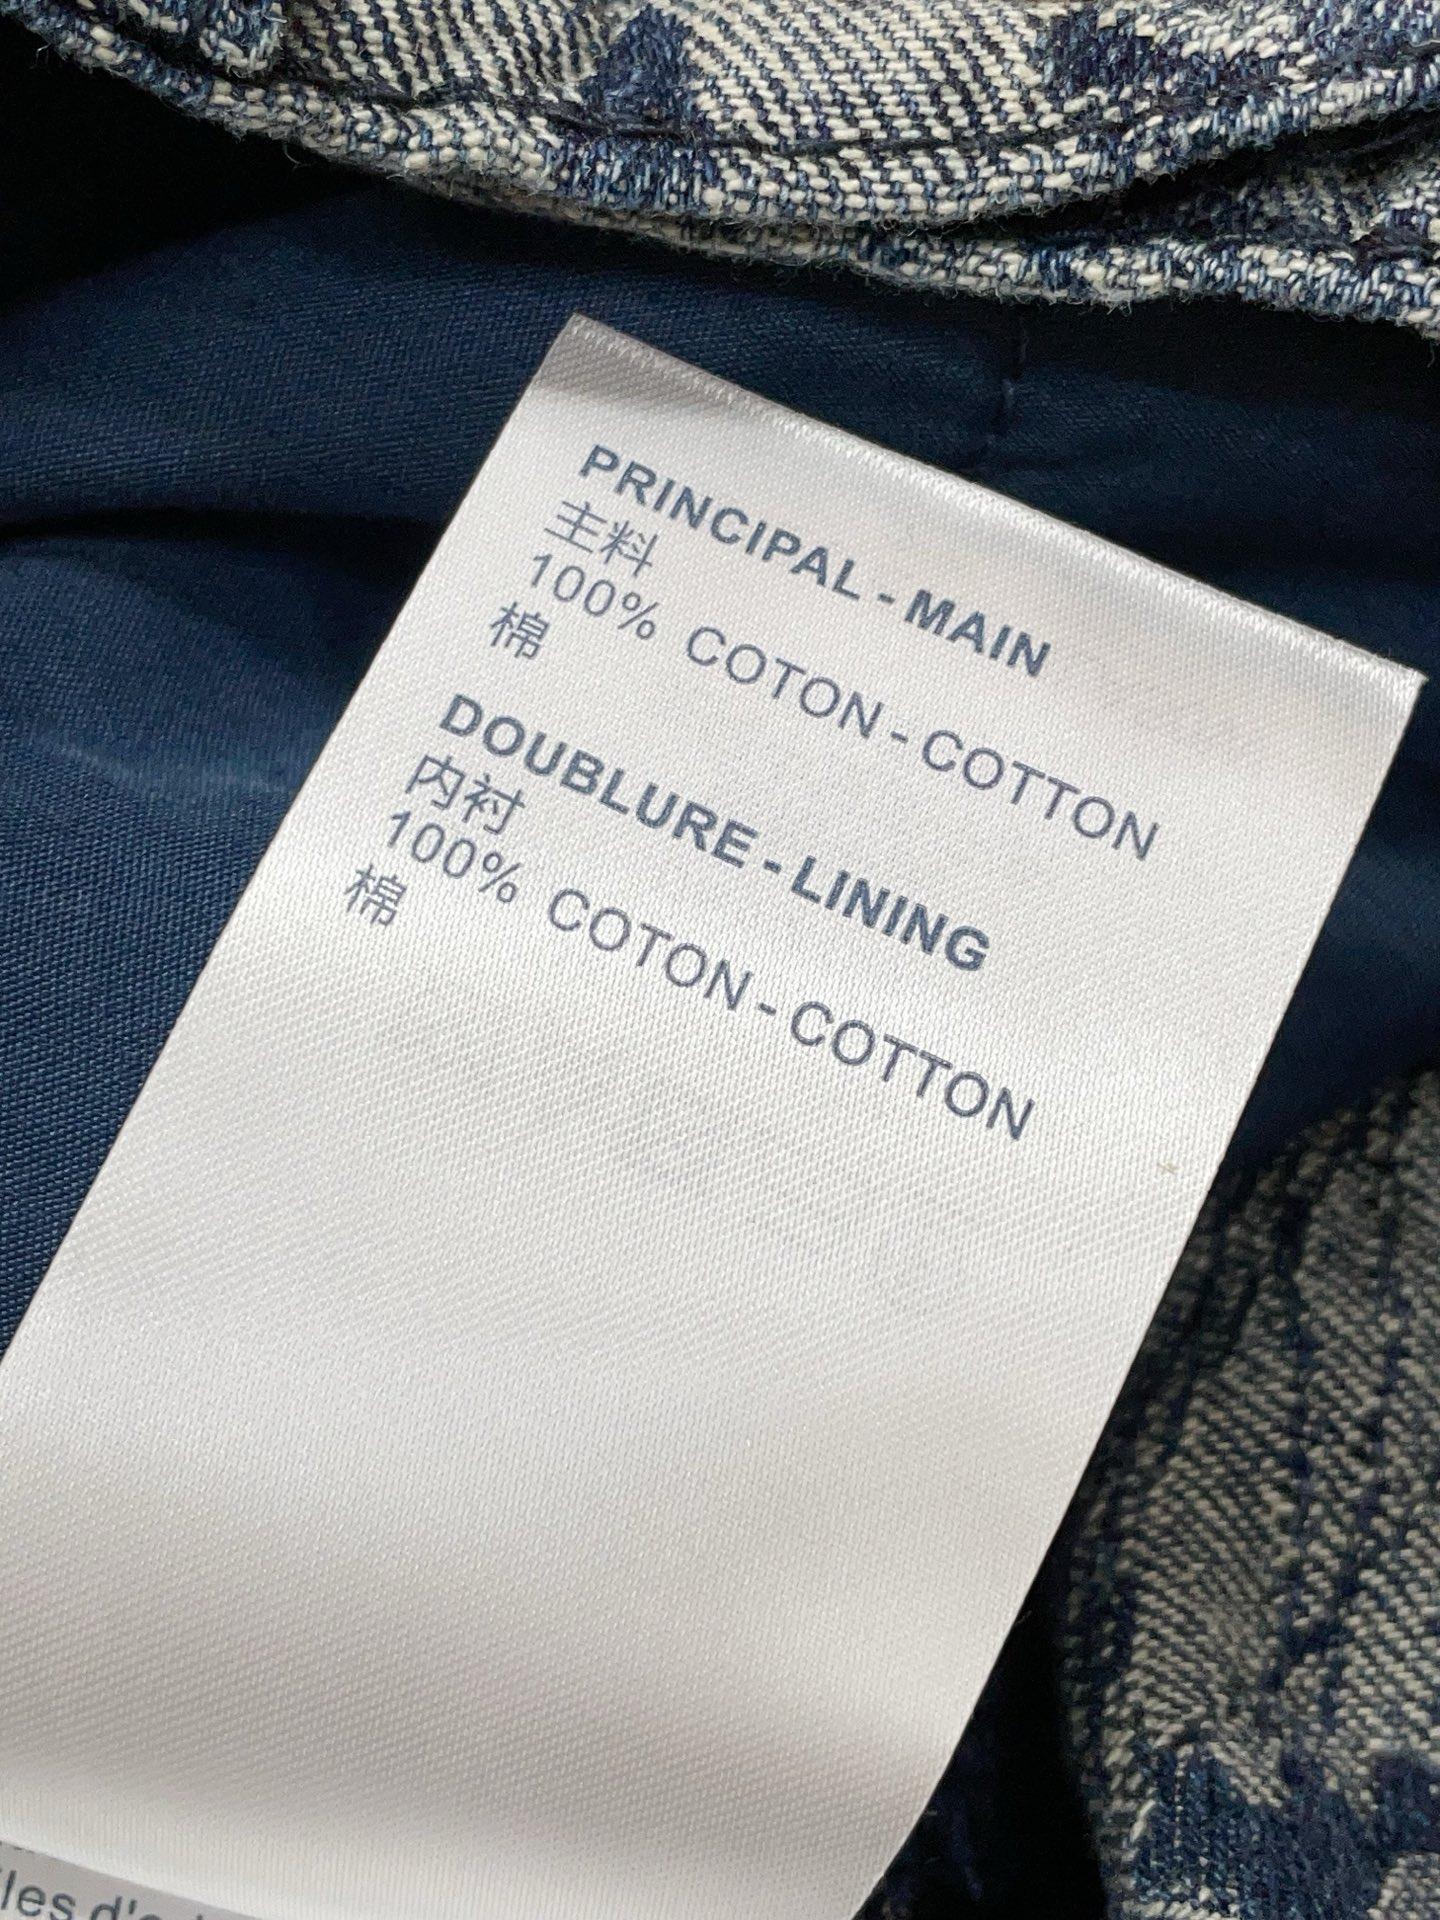 PRINCIPAL - MAIN
主料
100% COTON - COTTON
棉
DOUBLURE - LINING
内衬
100% COTON - COTTON
棉